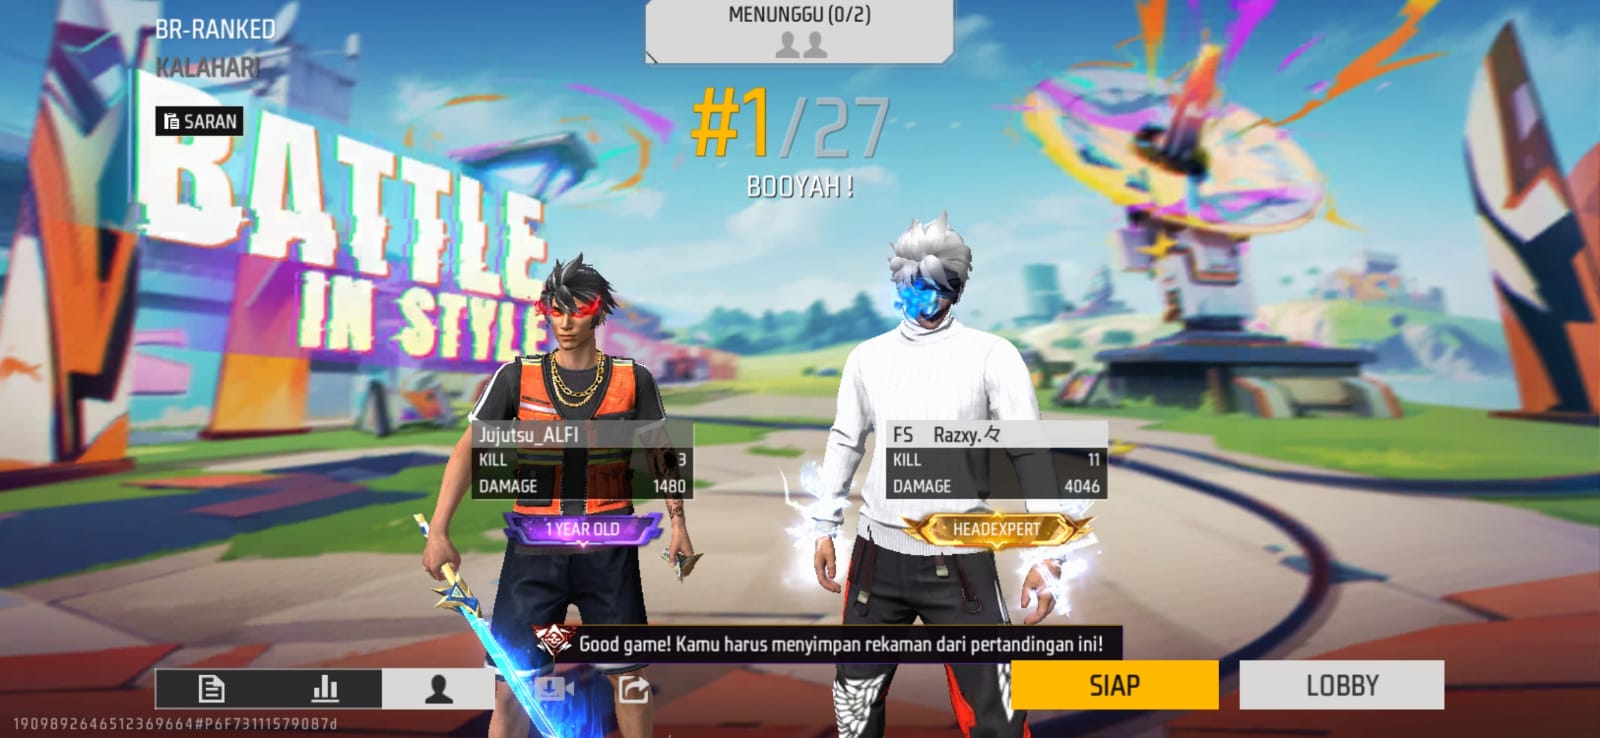 BR-RANKED
KALAHARI
SARAN
MENUNGGU (0/2)
#1/27
BOOYAH !
BATTLE
IN STYLE
Jujutsu_ALFI
KILL 3
DAMAGE 1480
1 YEAR OLD
FS Razxy.々
KILL 11
DAMAGE 4046
HEADEXPERT
Good game! Kamu harus menyimpan rekaman dari pertandingan ini!
SIAP
LOBBY
1909892646512369664#P6F73111579087d